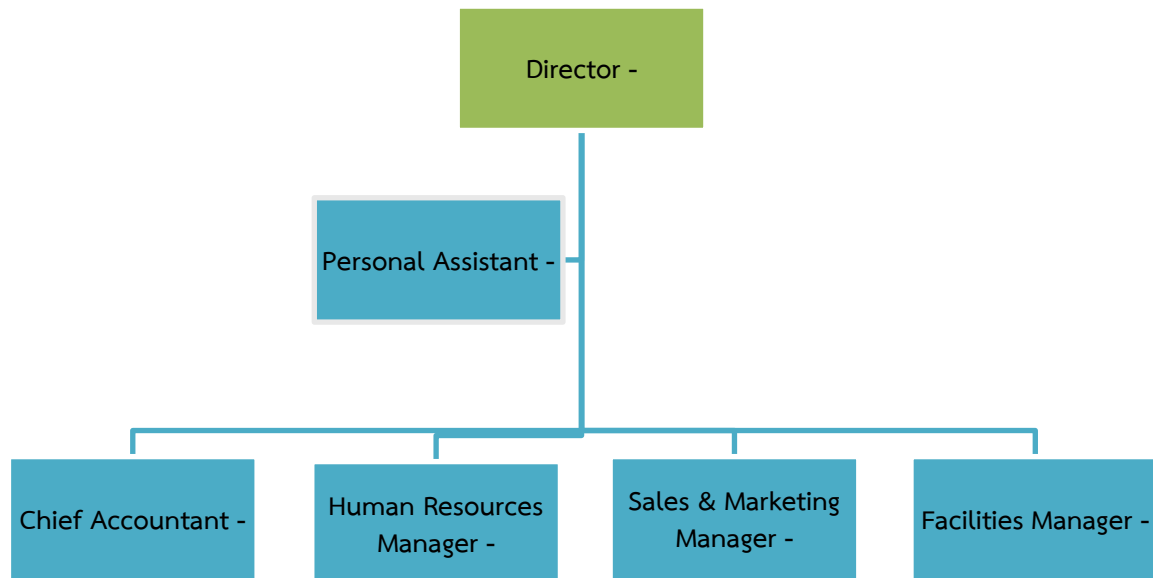 Director -
Personal Assistant -
Chief Accountant -
Human Resources
Manager -
Sales & Marketing
Manager -
Facilities Manager -